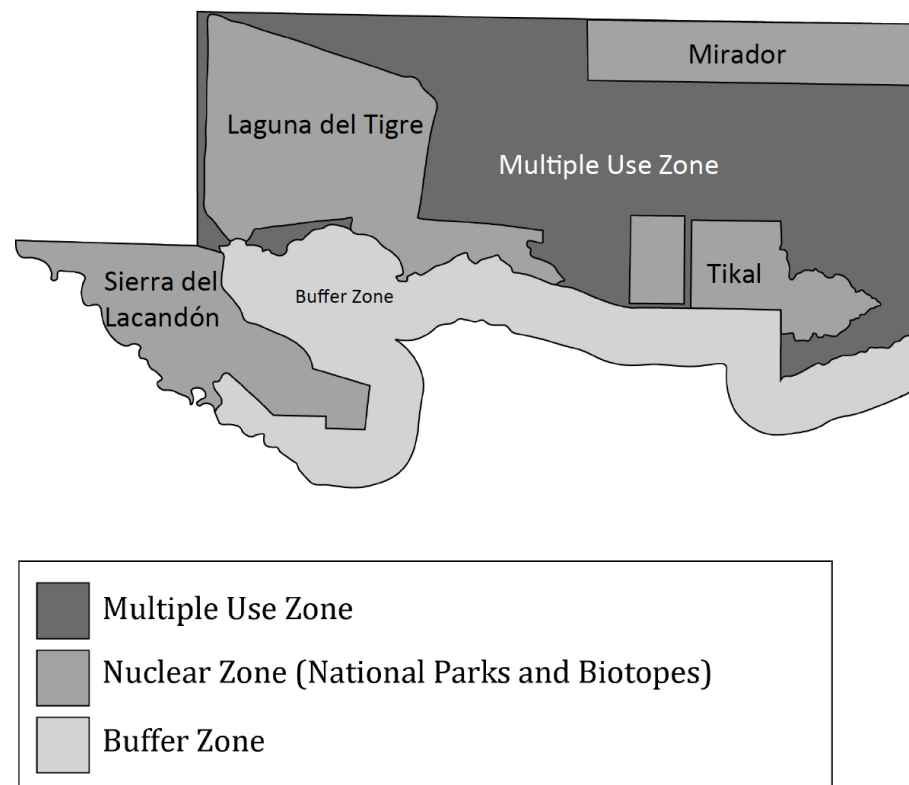 Mirador
Laguna del Tigre
Multiple Use Zone
Sierra del
Lacandón
Buffer Zone
Tikal
Multiple Use Zone
Nuclear Zone (National Parks and Biotopes)
Buffer Zone